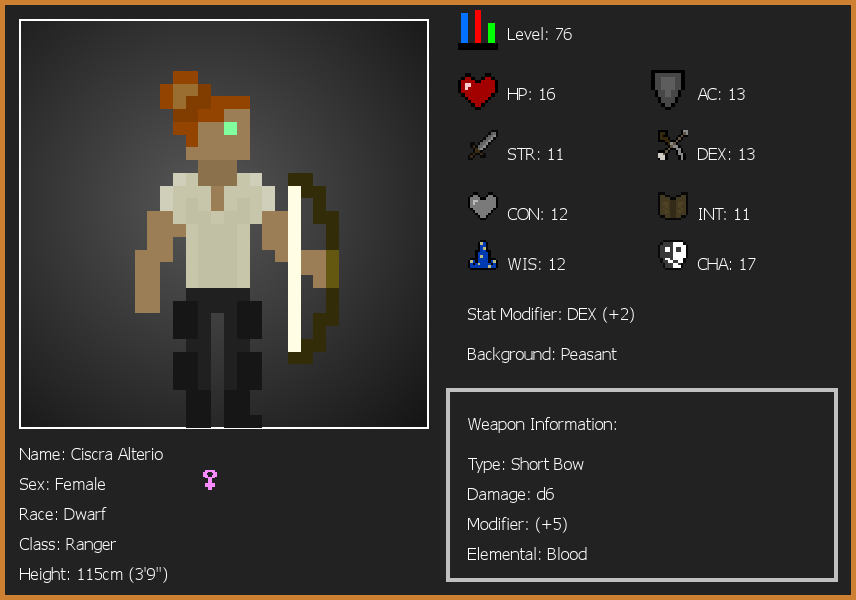 Level: 76
HP: 16
AC: 13
STR: 11
DEX: 13
CON: 12
INT: 11
WIS: 12
CHA: 17
Stat Modifier: DEX (+2)
Background: Peasant
Weapon Information:
Type: Short Bow
Damage: d6
Modifier: (+5)
Elemental: Blood
Name: Ciscra Alterio
Sex: Female
Race: Dwarf
Class: Ranger
Height: 115cm (3'9")